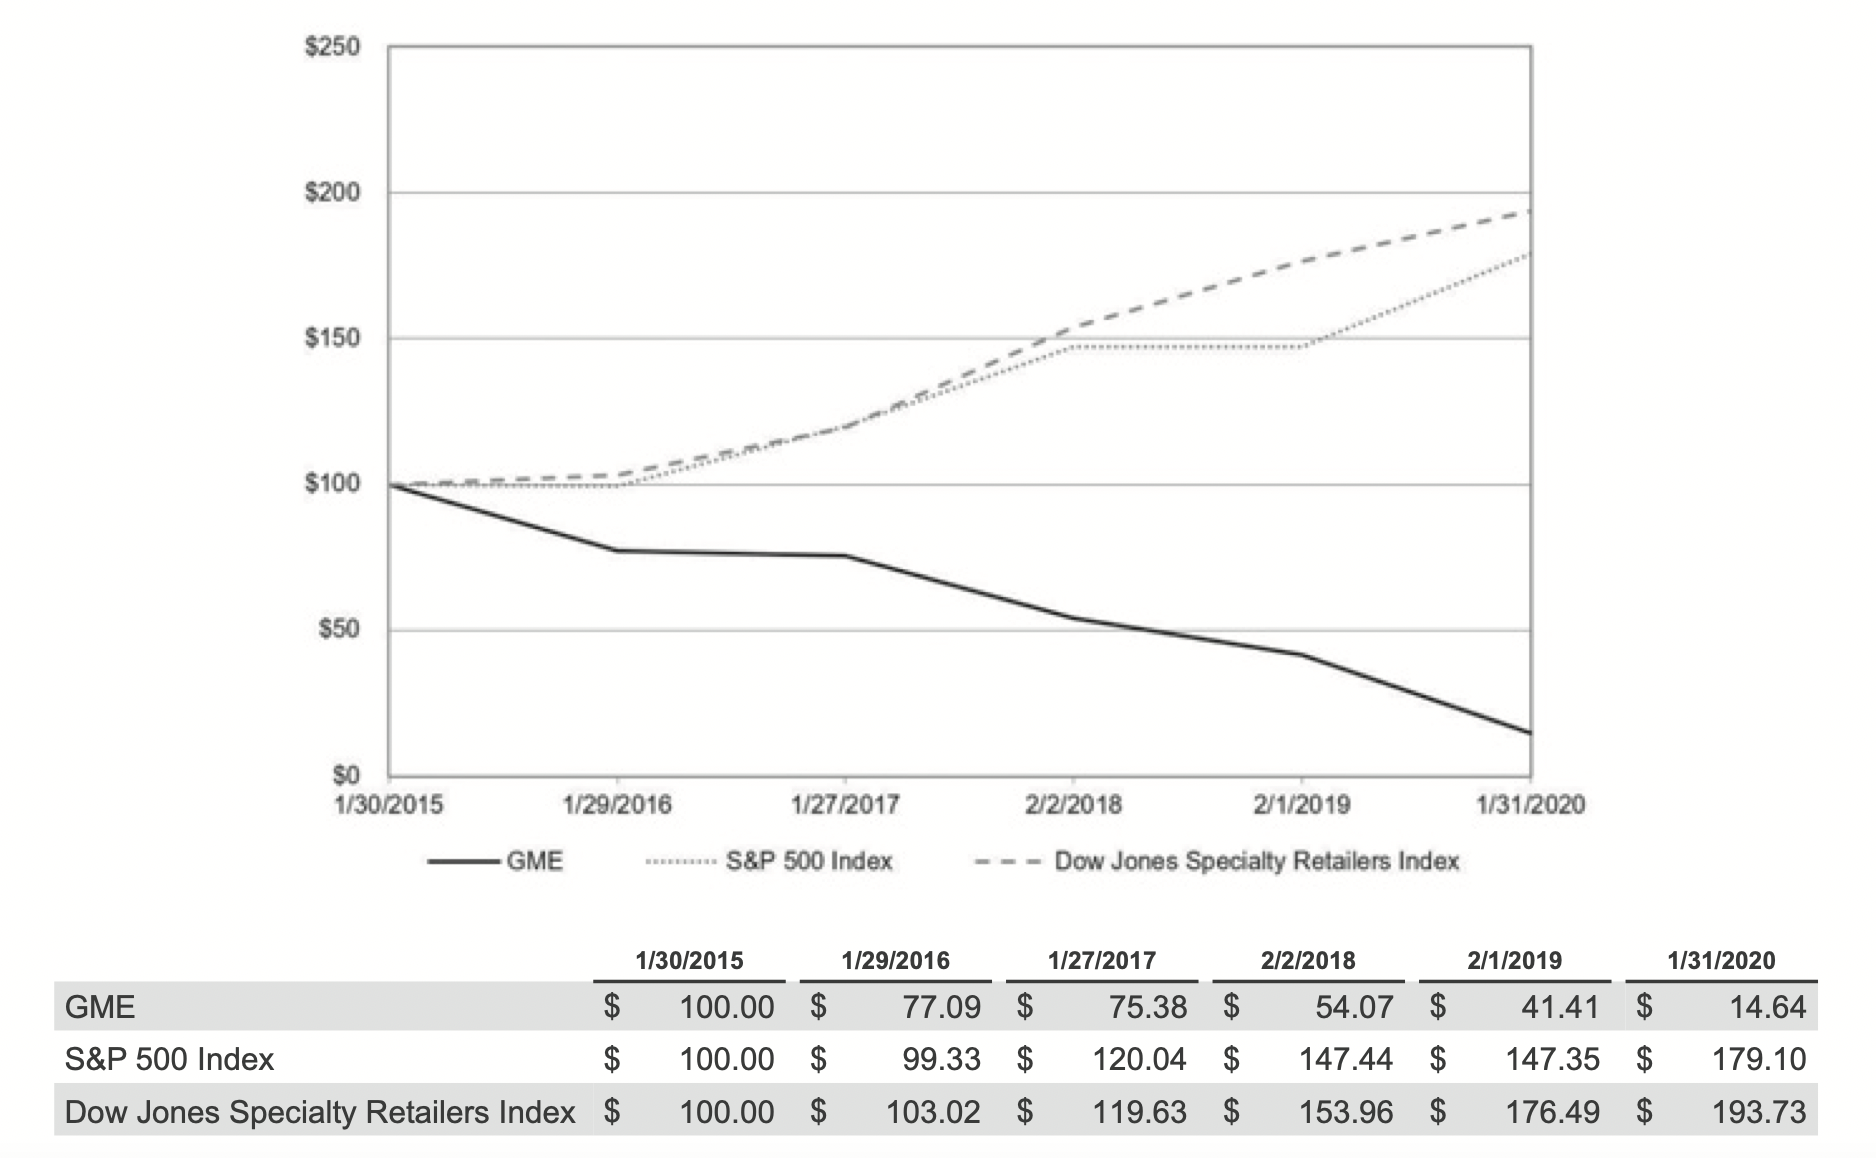 $250
$200
$150
$100
$50
$0
1/30/2015 1/29/2016 1/27/2017 2/2/2018 2/1/2019 1/31/2020
GME S&P 500 Index Dow Jones Specialty Retailers Index
1/30/2015 1/29/2016 1/27/2017 2/2/2018 2/1/2019 1/31/2020
GME $ 100.00 $ 77.09 $ 75.38 $ 54.07 $ 41.41 $ 14.64
S&P 500 Index $ 100.00 $ 99.33 $ 120.04 $ 147.44 $ 147.35 $ 179.10
Dow Jones Specialty Retailers Index $ 100.00 $ 103.02 $ 119.63 $ 153.96 $ 176.49 $ 193.73